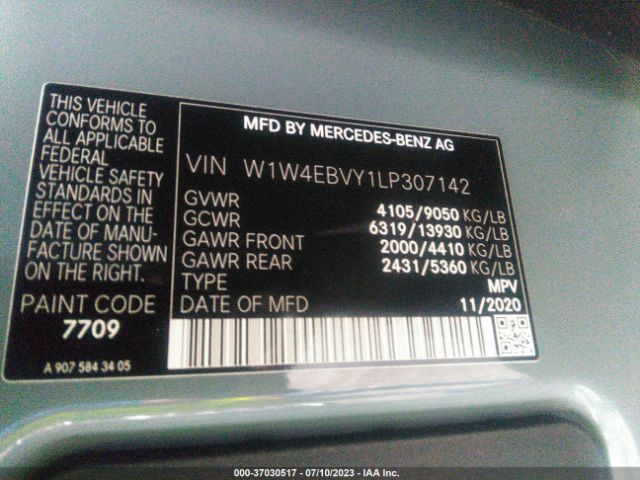 THIS VEHICLE
CONFORMS TO
ALL APPLICABLE
FEDERAL
VEHICLE SAFETY
STANDARDS IN
EFFECT ON THE
DATE OF MANU-
FACTURE SHOWN
ON THE RIGHT.
PAINT CODE
7709
A 907 584 34 05
MFD BY MERCEDES-BENZ AG
VIN W1W4EBVY1LP307142
GVWR 4105/9050 KG/LB
GCWR 6319/13930 KG/LB
GAWR FRONT 2000/4410 KG/LB
GAWR REAR 2431/5360 KG/LB
TYPE MPV
DATE OF MFD 11/2020
000-37030517 - 07/10/2023 - IAA Inc.